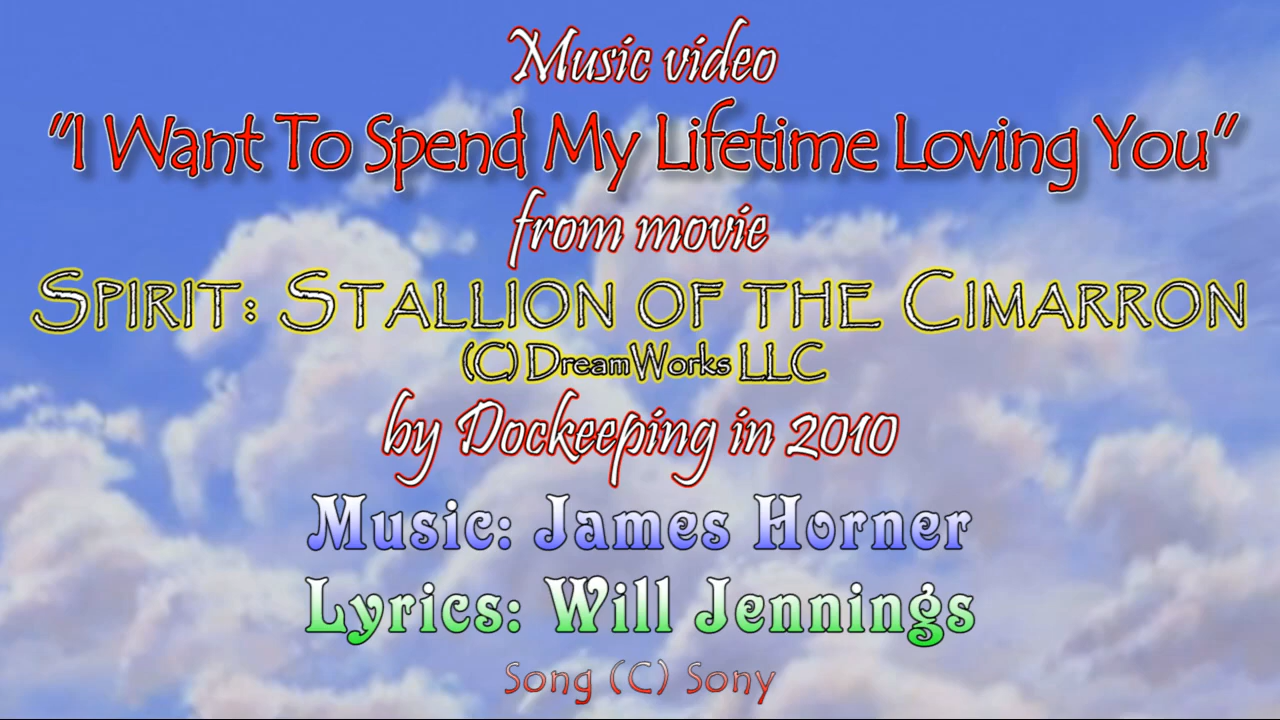 Music video
"I Want To Spend My Lifetime Loving You"
from movie
Spirit: Stallion of the Cimarron
(C) DreamWorks LLC
by Dockeeping in 2010
Music: James Horner
Lyrics: Will Jennings
Song (C) Sony